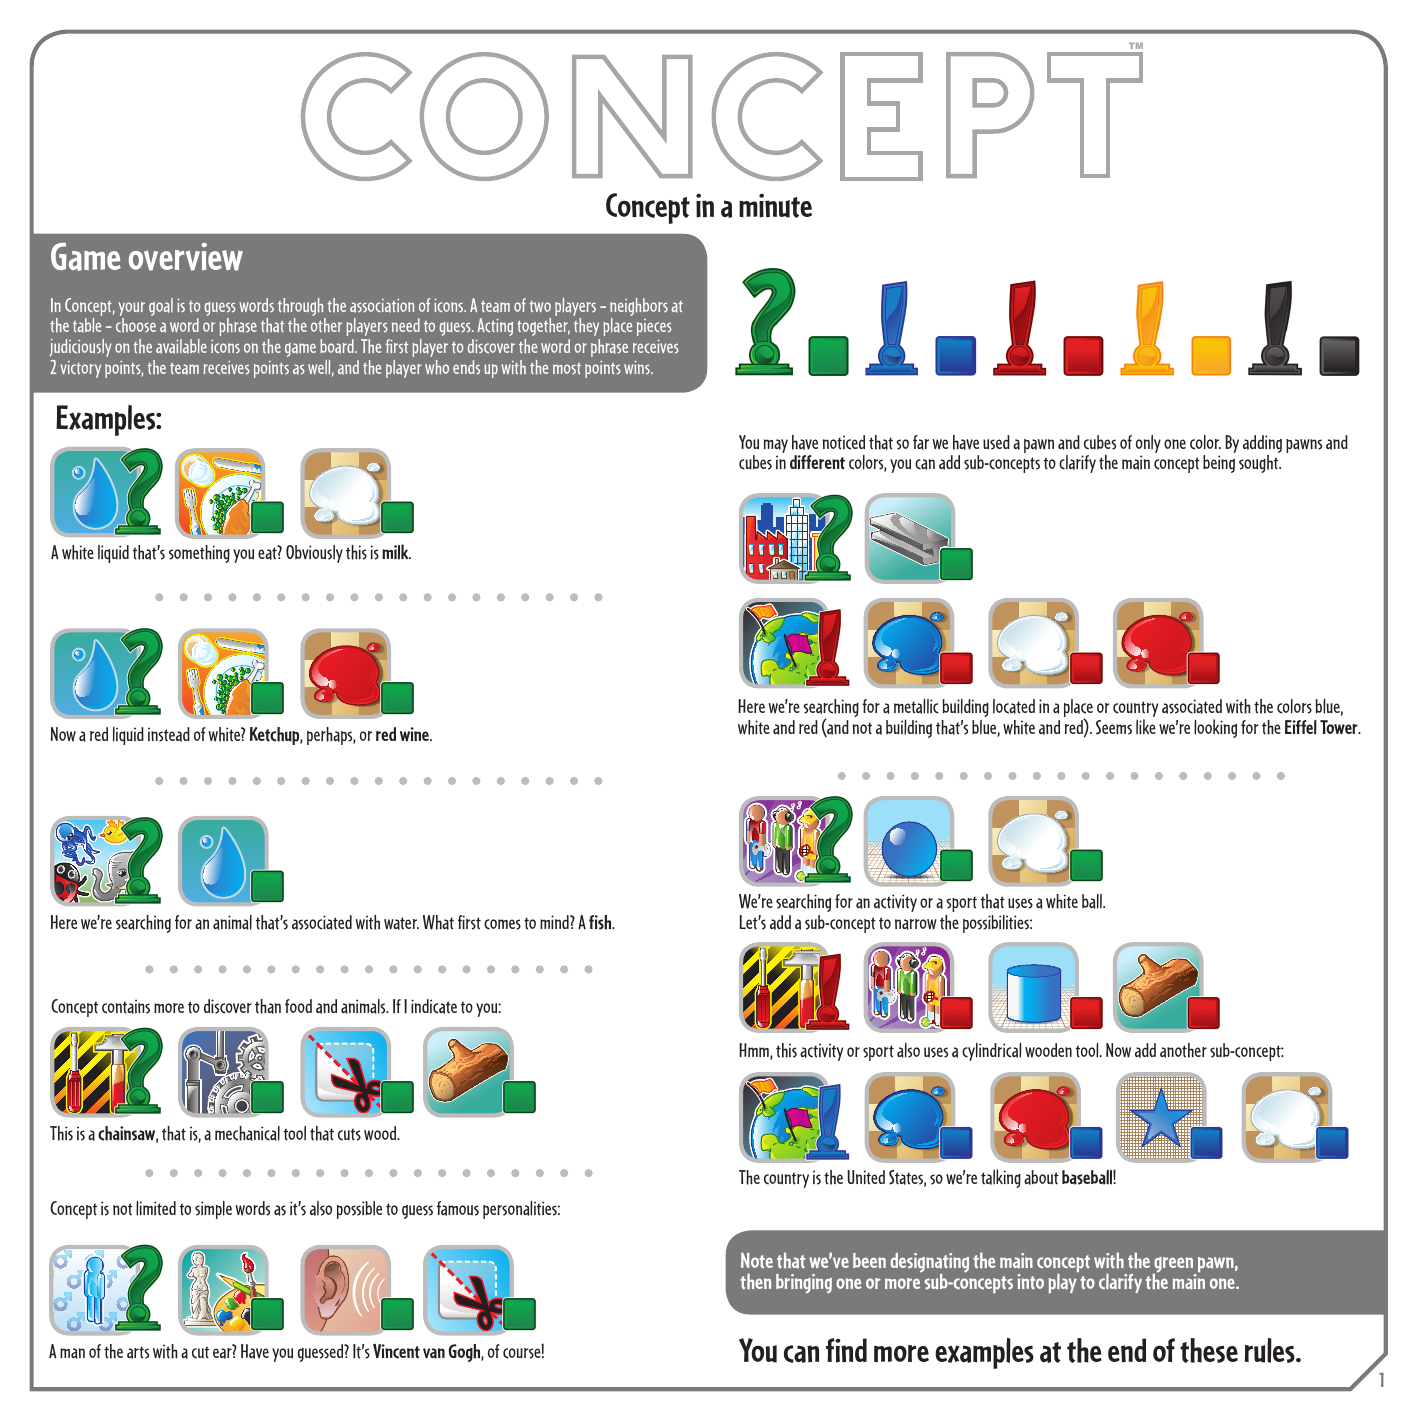 CONCEPT™
Concept in a minute
Game overview
In Concept, your goal is to guess words through the association of icons. A team of two players – neighbors at
the table – choose a word or phrase that the other players need to guess. Acting together, they place pieces
judiciously on the available icons on the game board. The first player to discover the word or phrase receives
2 victory points, the team receives points as well, and the player who ends up with the most points wins.
Examples:
A white liquid that's something you eat? Obviously this is milk.
Now a red liquid instead of white? Ketchup, perhaps, or red wine.
Here we're searching for an animal that's associated with water. What first comes to mind? A fish.
Concept contains more to discover than food and animals. If I indicate to you:
This is a chainsaw, that is, a mechanical tool that cuts wood.
Concept is not limited to simple words as it's also possible to guess famous personalities:
A man of the arts with a cut ear? Have you guessed? It's Vincent van Gogh, of course!
You may have noticed that so far we have used a pawn and cubes of only one color. By adding pawns and
cubes in different colors, you can add sub-concepts to clarify the main concept being sought.
Here we're searching for a metallic building located in a place or country associated with the colors blue,
white and red (and not a building that's blue, white and red). Seems like we're looking for the Eiffel Tower.
We're searching for an activity or a sport that uses a white ball.
Let's add a sub-concept to narrow the possibilities:
Hmm, this activity or sport also uses a cylindrical wooden tool. Now add another sub-concept:
The country is the United States, so we're talking about baseball!
Note that we've been designating the main concept with the green pawn,
then bringing one or more sub-concepts into play to clarify the main one.
You can find more examples at the end of these rules.
1